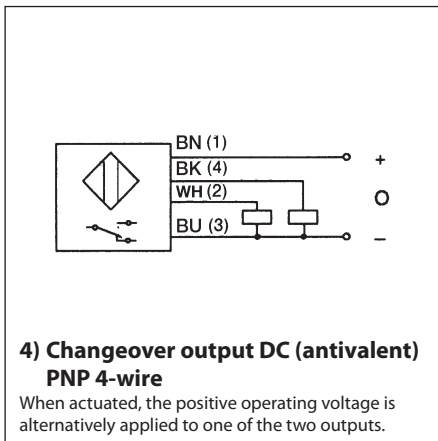 BN (1)
+
BK (4)
O
WH (2)
BU (3)
–
4) Changeover output DC (antivalent)
PNP 4-wire
When actuated, the positive operating voltage is
alternatively applied to one of the two outputs.